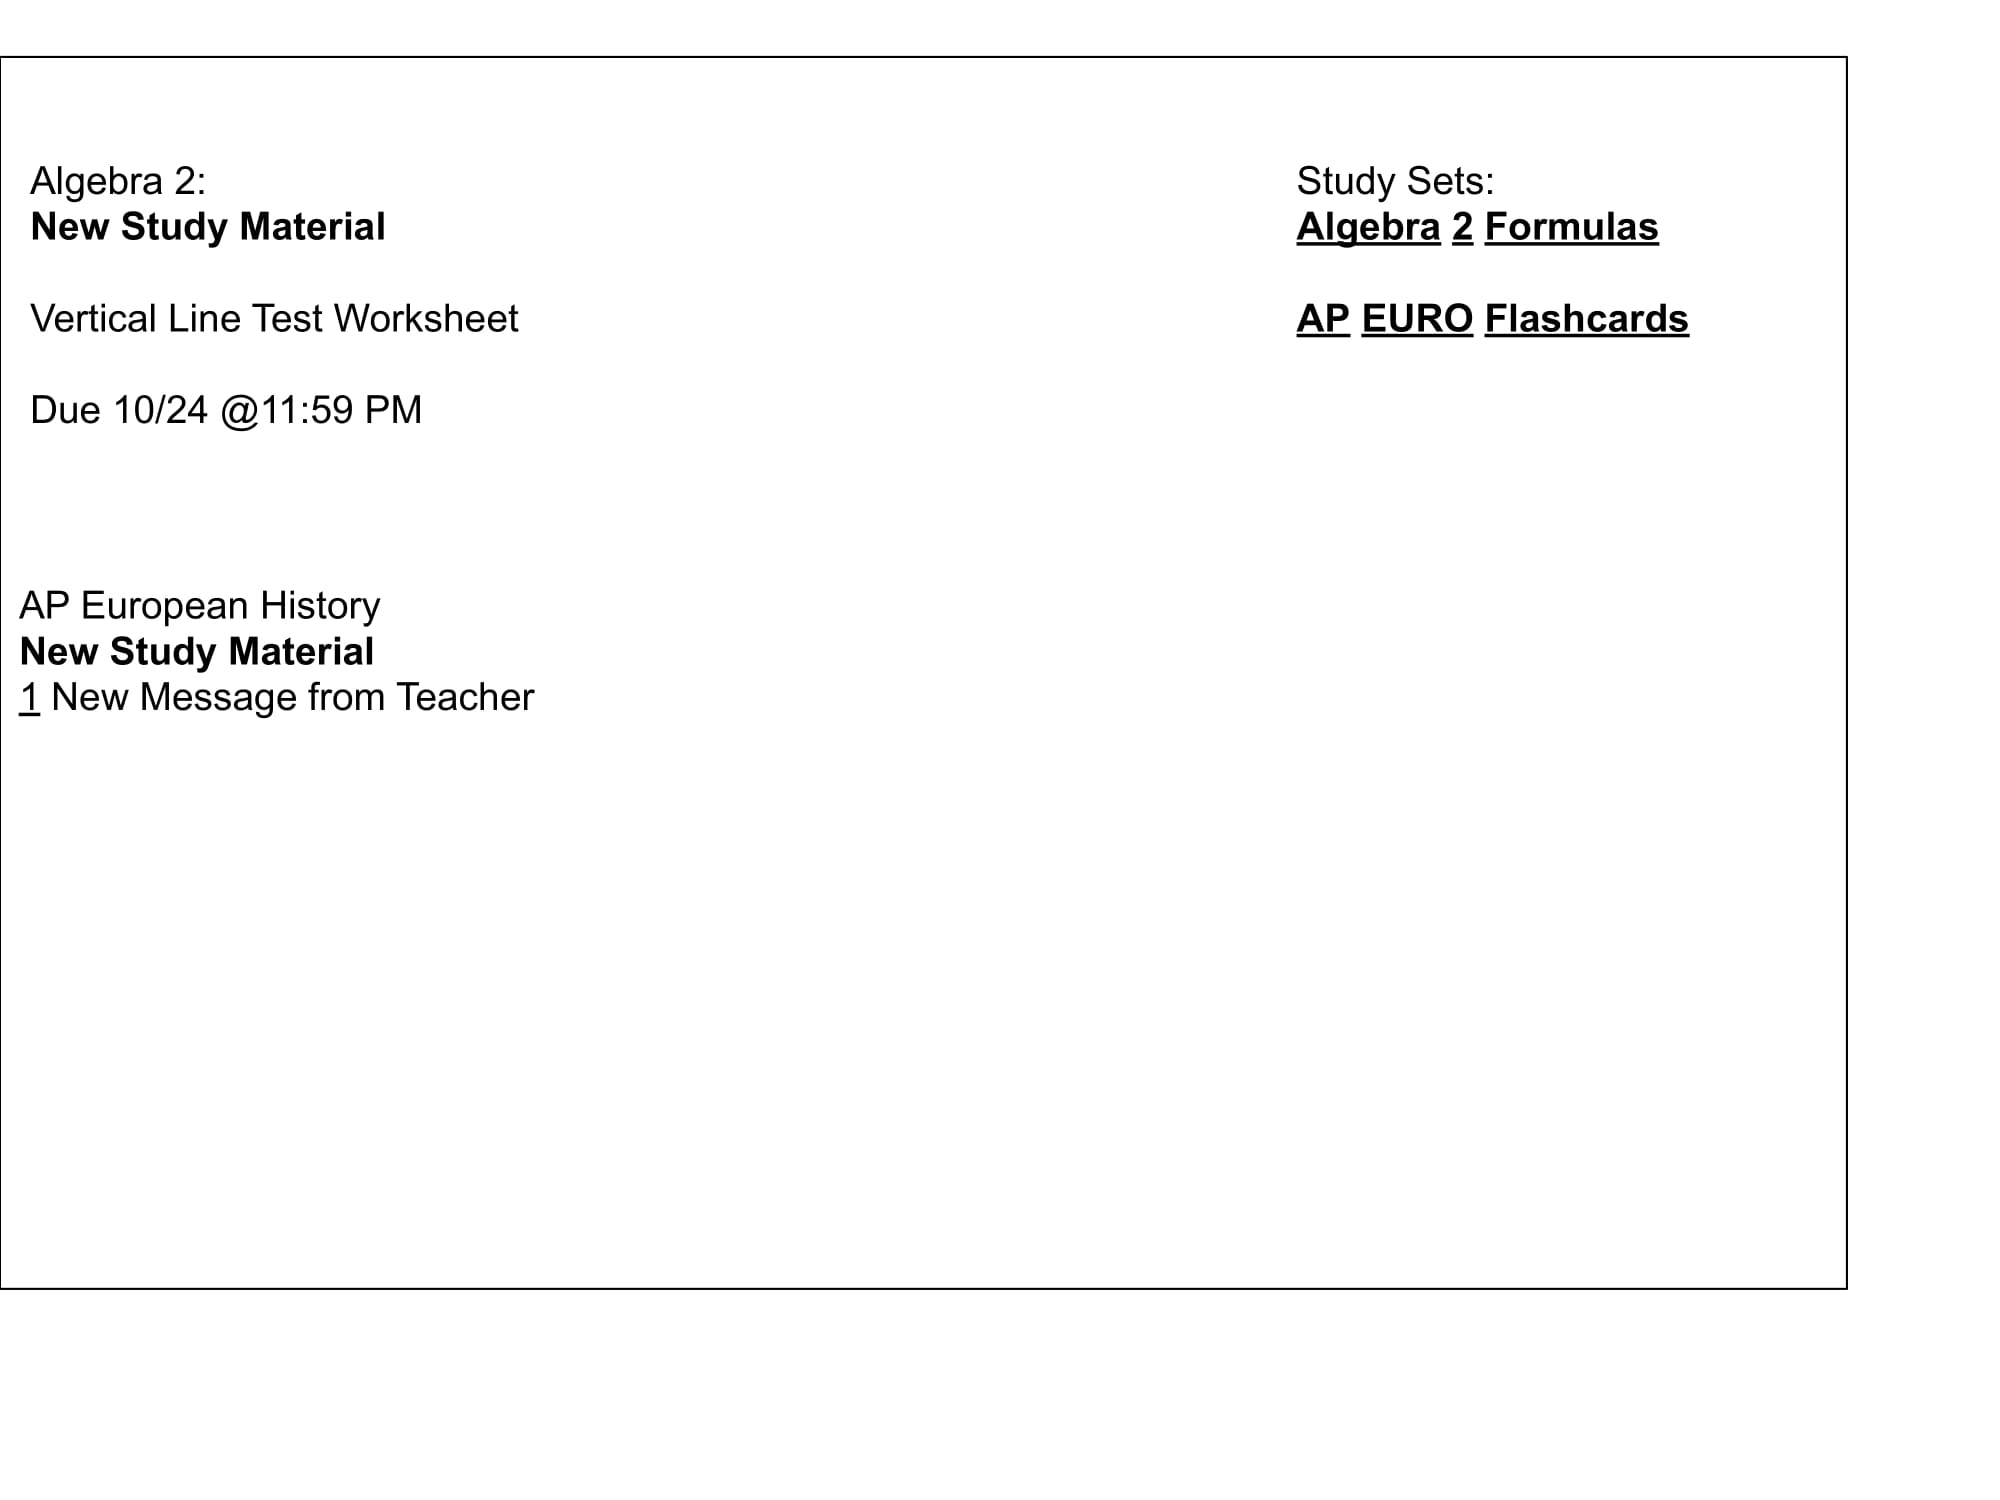 Algebra 2:
New Study Material
Vertical Line Test Worksheet
Due 10/24 @11:59 PM
AP European History
New Study Material
1 New Message from Teacher
Study Sets:
Algebra 2 Formulas
AP EURO Flashcards